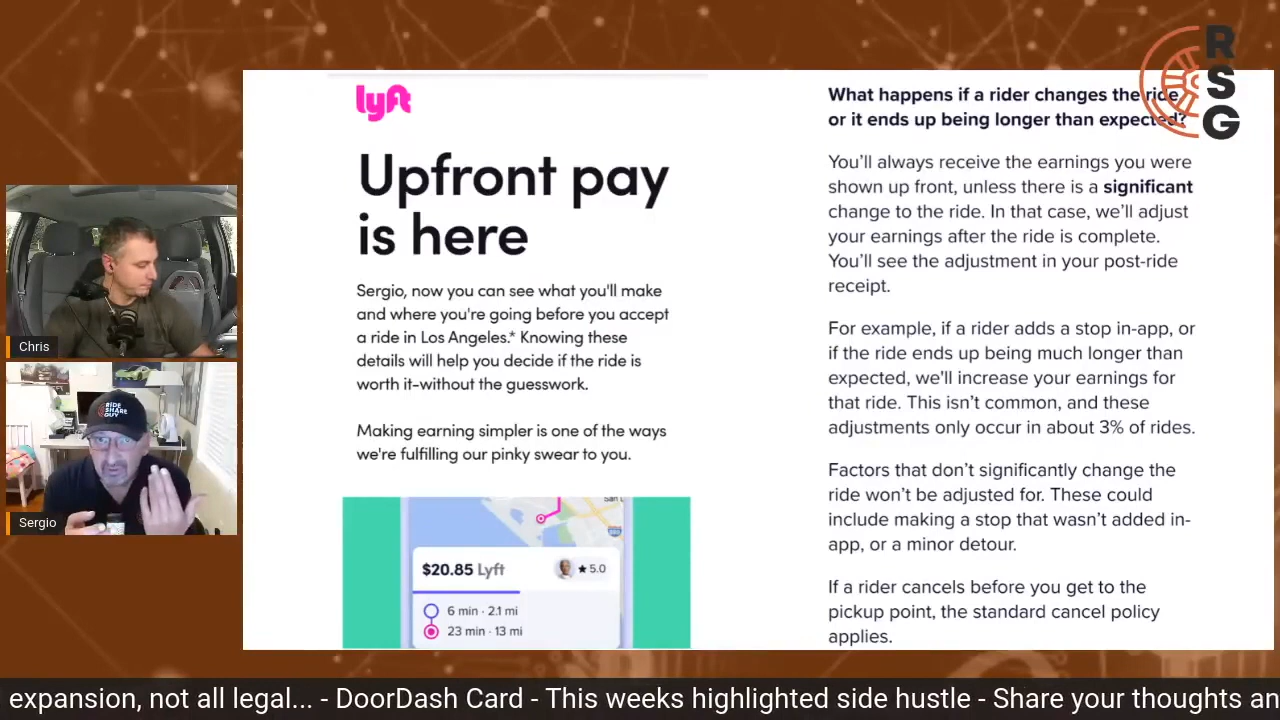 RSG
lyft
Upfront pay
is here
Sergio, now you can see what you'll make
and where you're going before you accept
a ride in Los Angeles.* Knowing these
details will help you decide if the ride is
worth it-without the guesswork.
Making earning simpler is one of the ways
we're fulfilling our pinky swear to you.
$20.85 Lyft
★ 5.0
6 min · 2.1 mi
23 min · 13 mi
What happens if a rider changes the ride
or it ends up being longer than expected?
You’ll always receive the earnings you were
shown up front, unless there is a significant
change to the ride. In that case, we’ll adjust
your earnings after the ride is complete.
You’ll see the adjustment in your post-ride
receipt.
For example, if a rider adds a stop in-app, or
if the ride ends up being much longer than
expected, we'll increase your earnings for
that ride. This isn’t common, and these
adjustments only occur in about 3% of rides.
Factors that don’t significantly change the
ride won’t be adjusted for. These could
include making a stop that wasn’t added in-
app, or a minor detour.
If a rider cancels before you get to the
pickup point, the standard cancel policy
applies.
Chris
RIDE
SHARE
GUY
Sergio
expansion, not all legal... - DoorDash Card - This weeks highlighted side hustle - Share your thoughts an